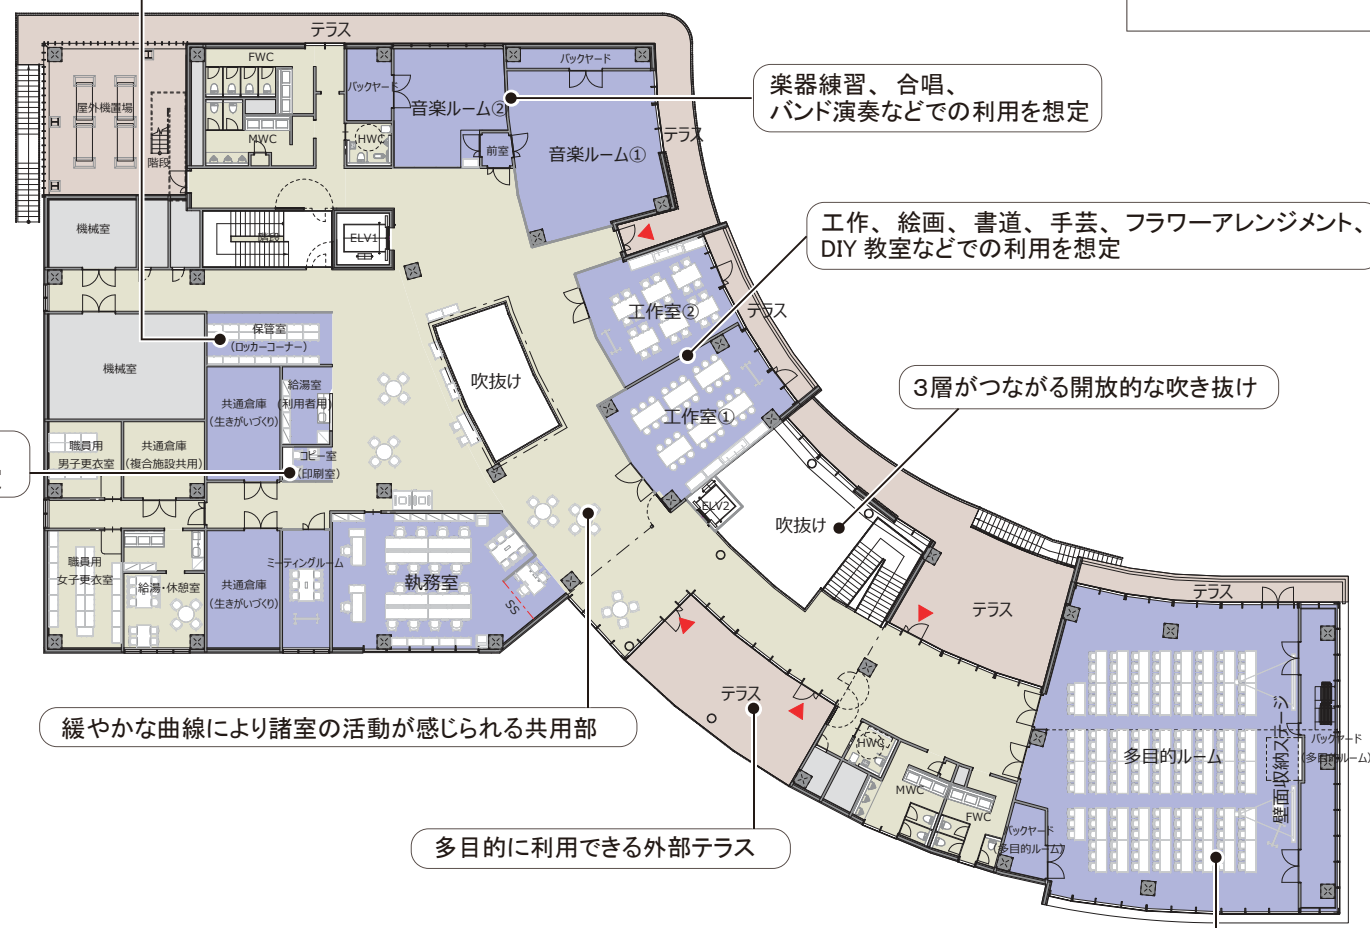 テラス
FWC
バックヤード
バックヤード
音楽ルーム②
楽器練習、合唱、
バンド演奏などでの利用を想定
屋外機置場
MWC
HWC
前室
音楽ルーム①
テラス
階段
機械室
階段
ELV1
工作、絵画、書道、手芸、フラワーアレンジメント、
DIY 教室などでの利用を想定
工作室②
テラス
保管室
(ロッカーコーナー)
機械室
吹抜け
3層がつながる開放的な吹き抜け
共通倉庫
(生きがいづくり)
給湯室
(利用者用)
工作室①
職員用
男子更衣室
共通倉庫
(複合施設共用)
コピー室
(印刷室)
ELV2
吹抜け
職員用
女子更衣室
給湯・休憩室
共通倉庫
(生きがいづくり)
ミーティングルーム
執務室
SS
テラス
テラス
テラス
緩やかな曲線により諸室の活動が感じられる共用部
HWC
MWC
FWC
多目的ルーム
壁面収納ステージ
バックヤード
(多目的ルーム)
バックヤード
(多目的ルーム)
多目的に利用できる外部テラス